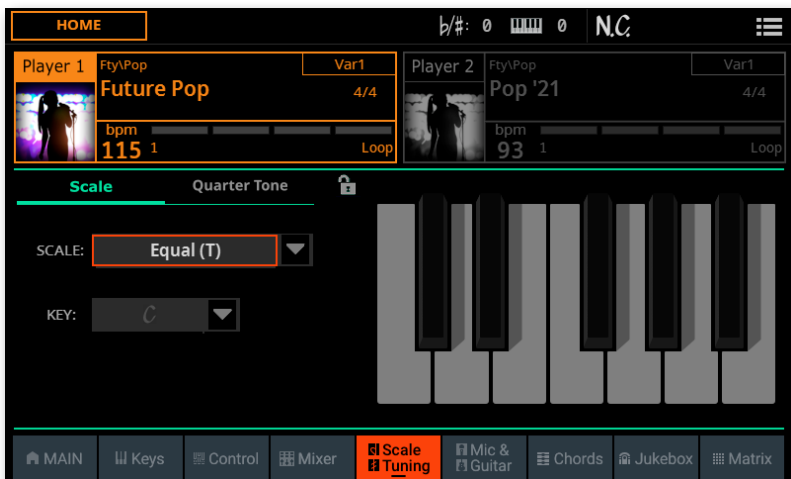 HOME
♭/#: 0 0 N.C.
Player 1 Fty\Pop Var1
Future Pop 4/4
bpm
115 1 Loop
Player 2 Fty\Pop Var1
Pop '21 4/4
bpm
93 1 Loop
Scale Quarter Tone
SCALE: Equal (T)
KEY: C
MAIN Keys Control Mixer Scale Tuning Mic & Guitar Chords Jukebox Matrix